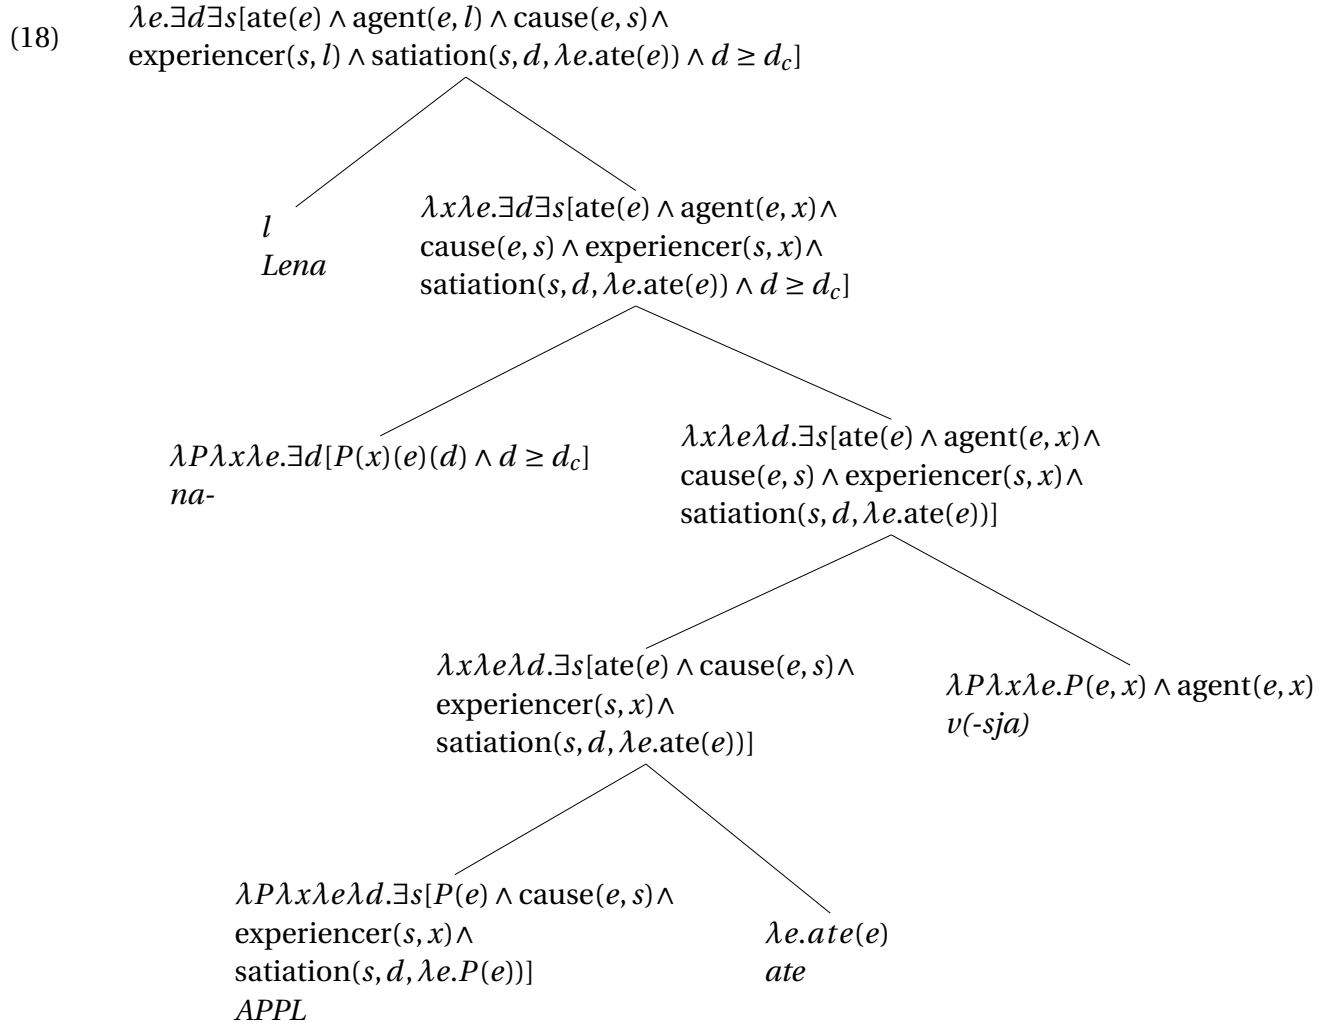 (18)
λe.∃d∃s[ate(e) ∧ agent(e, l) ∧ cause(e, s)∧
experiencer(s, l) ∧ satiation(s, d, λe.ate(e)) ∧ d ≥ d_c]
l
Lena
λxλe.∃d∃s[ate(e) ∧ agent(e, x)∧
cause(e, s) ∧ experiencer(s, x)∧
satiation(s, d, λe.ate(e)) ∧ d ≥ d_c]
λPλxλe.∃d[P(x)(e)(d) ∧ d ≥ d_c]
na-
λxλeλd.∃s[ate(e) ∧ agent(e, x)∧
cause(e, s) ∧ experiencer(s, x)∧
satiation(s, d, λe.ate(e))]
λxλeλd.∃s[ate(e) ∧ cause(e, s)∧
experiencer(s, x)∧
satiation(s, d, λe.ate(e))]
λPλxλe.P(e, x) ∧ agent(e, x)
v(-sja)
λPλxλeλd.∃s[P(e) ∧ cause(e, s)∧
experiencer(s, x)∧
satiation(s, d, λe.P(e))]
APPL
λe.ate(e)
ate